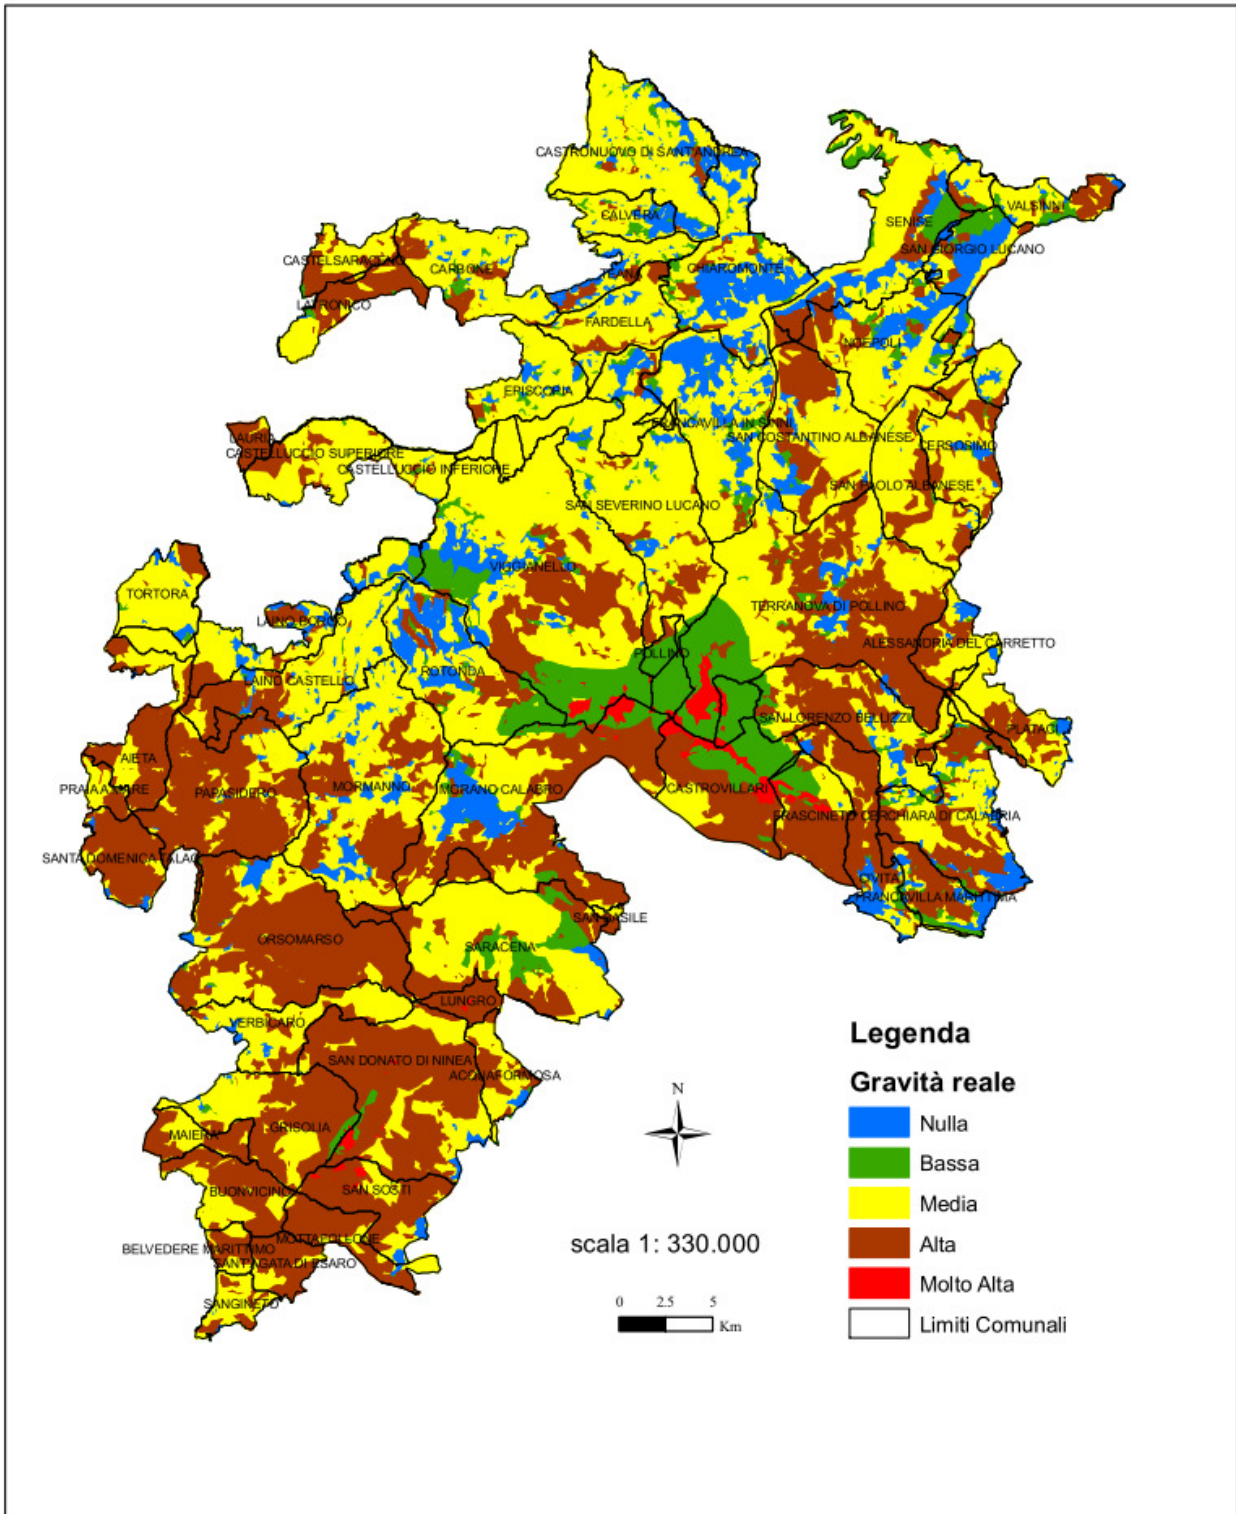 CASTRONUOVO DI SANT'ANDREA
CALVERA
VALSINNI
SENISE
SAN GIORGIO LUCANO
CASTELSARACENO
CARBONE
TEANA
CHIAROMONTE
LATRONICO
FARDELLA
NOEPOLI
ERISCOPIA
FRANCAVILLA IN SINNI
SAN COSTANTINO ALBANESE
CERSOSIMO
LAURIA
CASTELLUCCIO SUPERIORE
CASTELLUCCIO INFERIORE
SAN PAOLO ALBANESE
SAN SEVERINO LUCANO
VIGGIANELLO
TORTORA
TERRANOVA DI POLLINO
LAINO BORGO
ALESSANDRIA DEL CARRETTO
POLLINO
ROTONDA
LAINO CASTELLO
SAN LORENZO BELLIZZI
PLATACI
AIETA
PRAIA A MARE
PAPASIDERO
MORMANNO
MORANO CALABRO
CASTROVILLARI
FRASCINETO
CERCHIARA DI CALABRIA
SANTA DOMENICA TALAO
CIVITA
FRANCAVILLA MARITTIMA
SAN BASILE
ORSOMARSO
SARACENA
LUNGRO
VERBICARO
SAN DONATO DI NINEA
ACQUAFORMOSA
MAIERA'
GRISOLIA
BUONVICINO
SAN SOSTI
MOTTAFOLLONE
BELVEDERE MARITTIMO
SANT'AGATA DI ESARO
SANGINETO
N
scala 1: 330.000
0 2.5 5
Km
Legenda
Gravità reale
Nulla
Bassa
Media
Alta
Molto Alta
Limiti Comunali